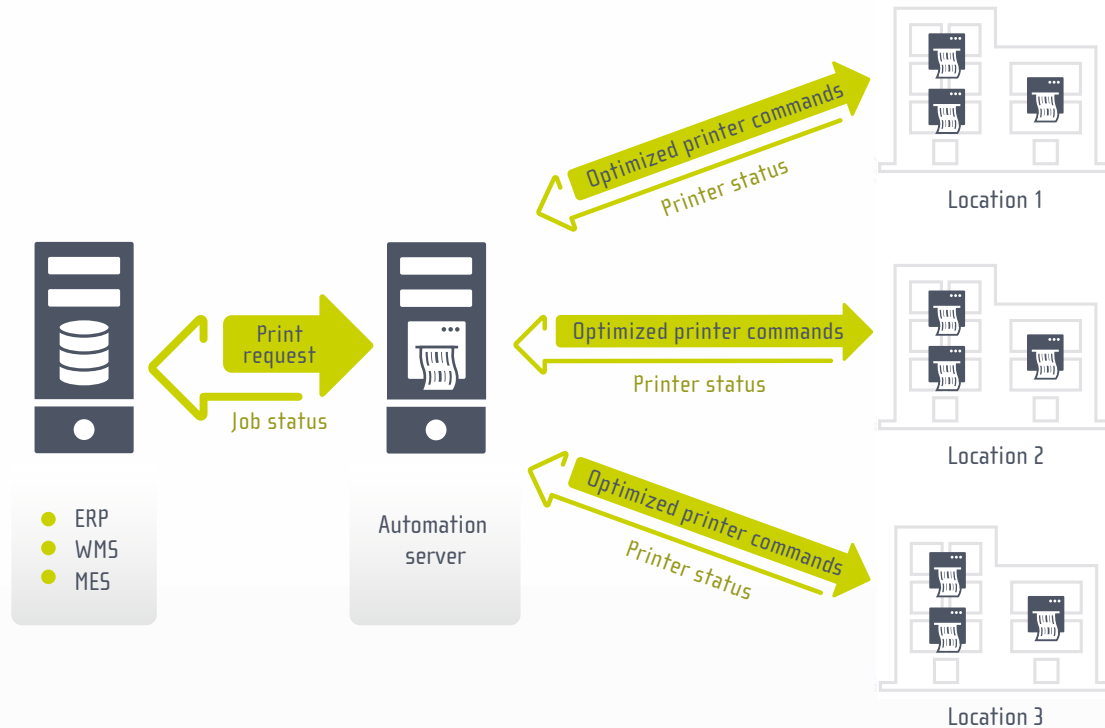 Optimized printer commands
Printer status
Location 1
Print
request
Job status
Optimized printer commands
Printer status
Location 2
ERP
WMS
MES
Automation
server
Optimized printer commands
Printer status
Location 3